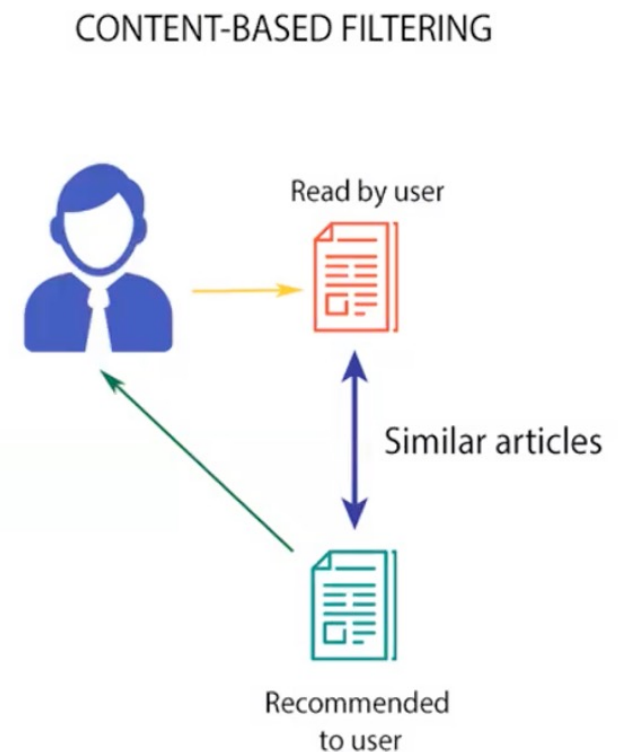 CONTENT-BASED FILTERING
Read by user
Similar articles
Recommended
to user